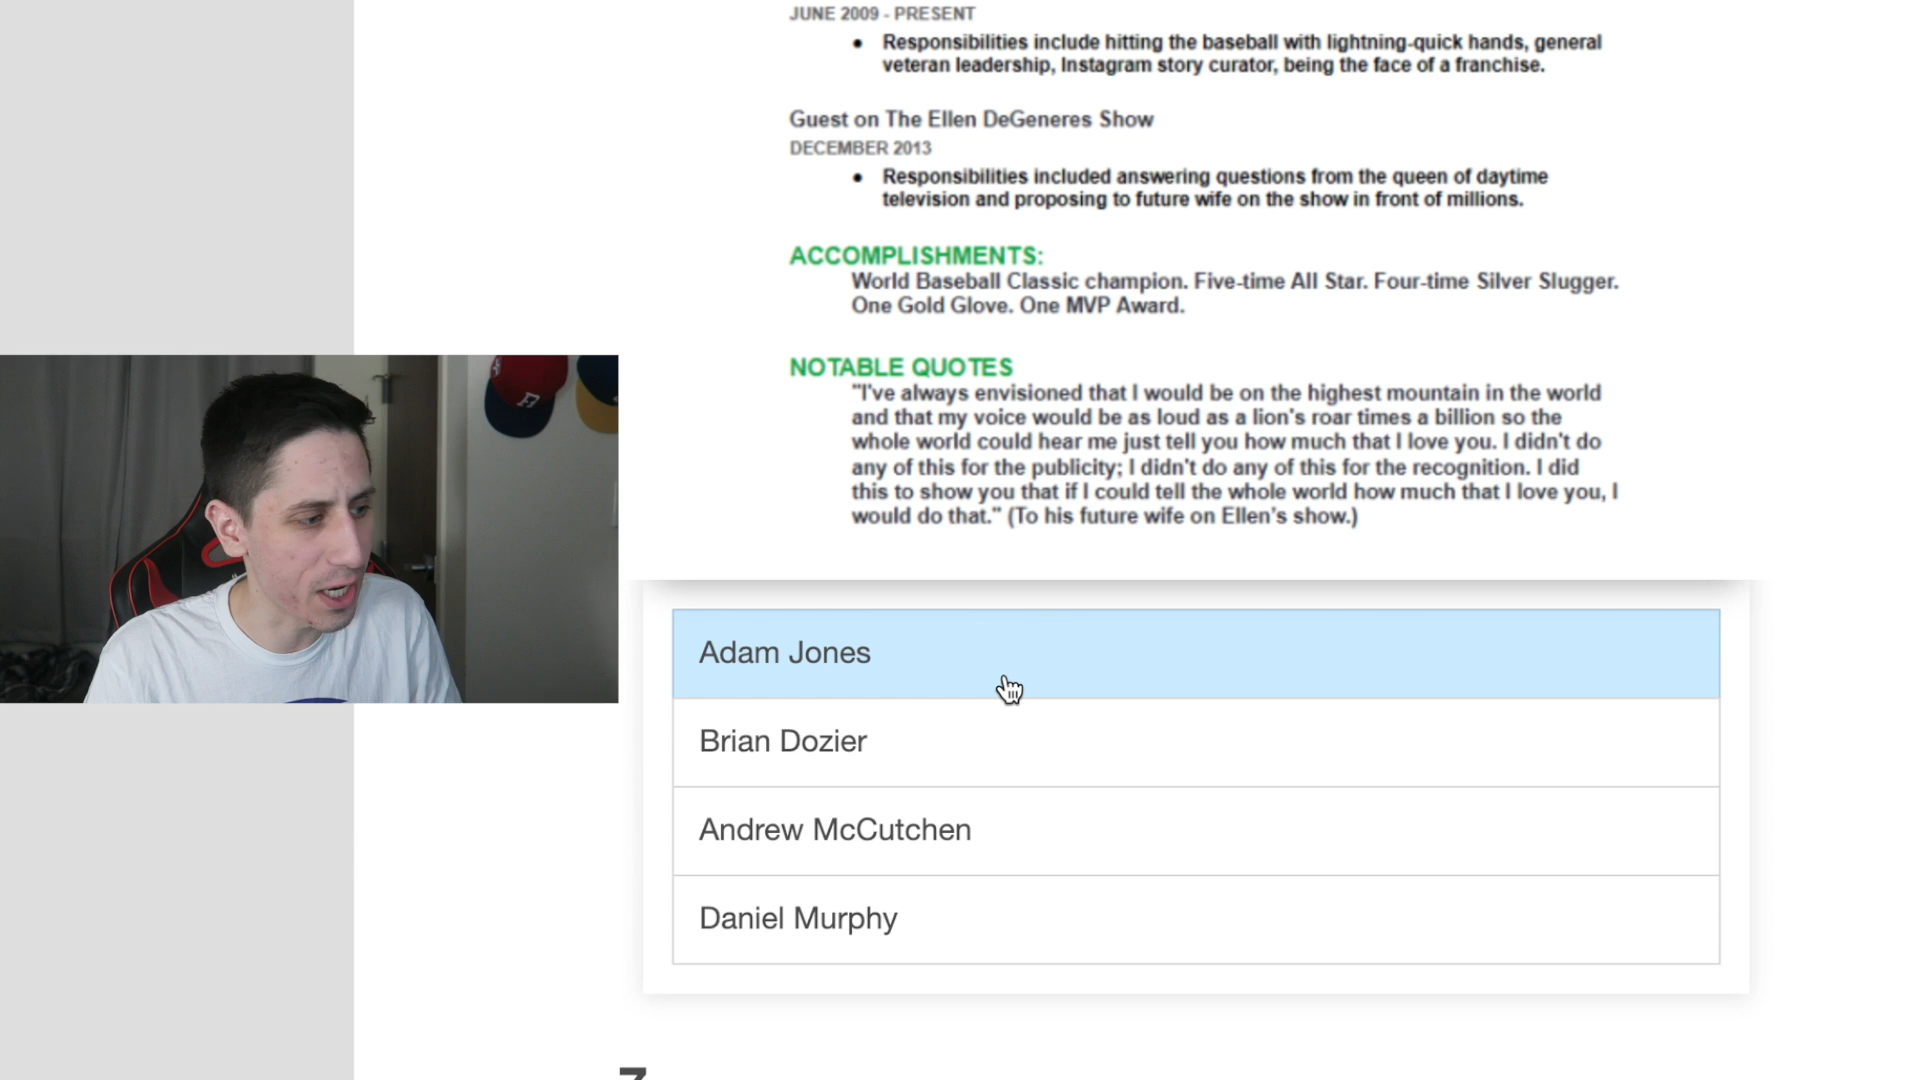 JUNE 2009 - PRESENT
• Responsibilities include hitting the baseball with lightning-quick hands, general
veteran leadership, Instagram story curator, being the face of a franchise.
Guest on The Ellen DeGeneres Show
DECEMBER 2013
• Responsibilities included answering questions from the queen of daytime
television and proposing to future wife on the show in front of millions.
ACCOMPLISHMENTS:
World Baseball Classic champion. Five-time All Star. Four-time Silver Slugger.
One Gold Glove. One MVP Award.
NOTABLE QUOTES
"I've always envisioned that I would be on the highest mountain in the world
and that my voice would be as loud as a lion's roar times a billion so the
whole world could hear me just tell you how much that I love you. I didn't do
any of this for the publicity; I didn't do any of this for the recognition. I did
this to show you that if I could tell the whole world how much that I love you, I
would do that." (To his future wife on Ellen's show.)
Adam Jones
Brian Dozier
Andrew McCutchen
Daniel Murphy